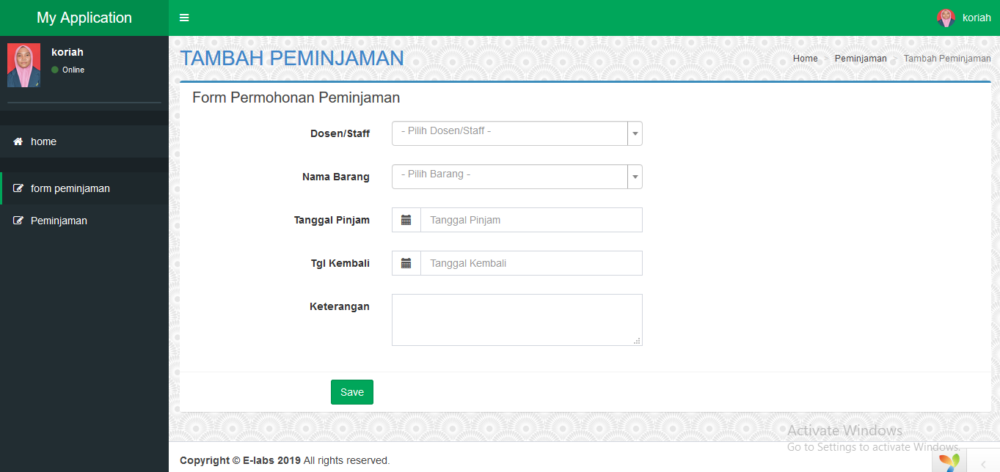 My Application
koriah
koriah
Online
TAMBAH PEMINJAMAN
Home > Peminjaman > Tambah Peminjaman
home
form peminjaman
Peminjaman
Form Permohonan Peminjaman
Dosen/Staff
- Pilih Dosen/Staff -
Nama Barang
- Pilih Barang -
Tanggal Pinjam
Tanggal Pinjam
Tgl Kembali
Tanggal Kembali
Keterangan
Save
Activate Windows
Go to Settings to activate Windows.
Copyright © E-labs 2019 All rights reserved.